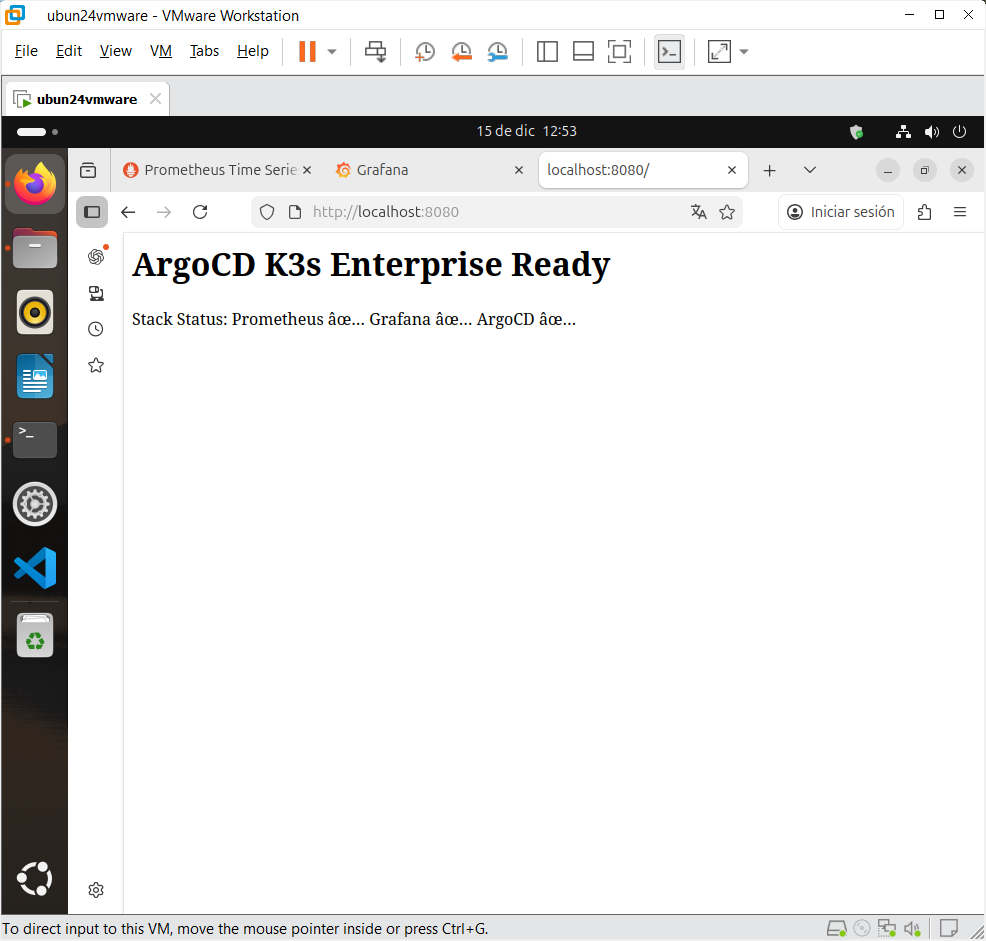 ubun24vmware - VMware Workstation
File Edit View VM Tabs Help
ubun24vmware
15 de dic 12:53
Prometheus Time Serie
Grafana
localhost:8080/
http://localhost:8080
Iniciar sesión
ArgoCD K3s Enterprise Ready
Stack Status: Prometheus âœ… Grafana âœ… ArgoCD âœ…
To direct input to this VM, move the mouse pointer inside or press Ctrl+G.